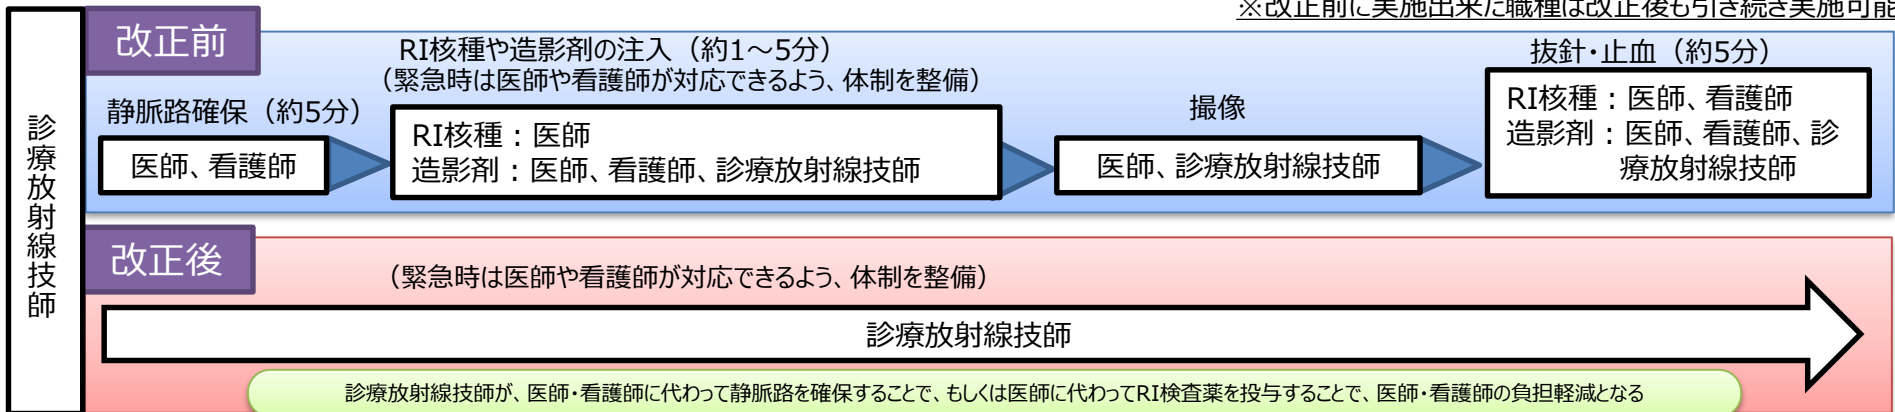 ※改正前に実施出来た職種は改正後も引き続き実施可能
診療放射線技師
改正前
RI核種や造影剤の注入（約1～5分）
（緊急時は医師や看護師が対応できるよう、体制を整備）
抜針・止血（約5分）
静脈路確保（約5分）
撮像
医師、看護師
RI核種：医師
造影剤：医師、看護師、診療放射線技師
医師、診療放射線技師
RI核種：医師、看護師
造影剤：医師、看護師、診
療放射線技師
改正後
（緊急時は医師や看護師が対応できるよう、体制を整備）
診療放射線技師
診療放射線技師が、医師・看護師に代わって静脈路を確保することで、もしくは医師に代わってRI検査薬を投与することで、医師・看護師の負担軽減となる